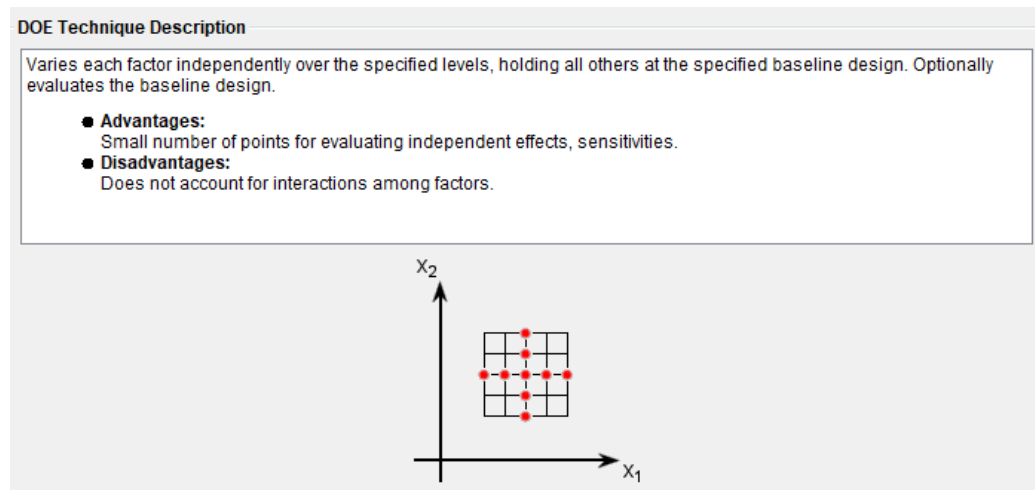 DOE Technique Description
Varies each factor independently over the specified levels, holding all others at the specified baseline design. Optionally
evaluates the baseline design.
● Advantages:
Small number of points for evaluating independent effects, sensitivities.
● Disadvantages:
Does not account for interactions among factors.
X2
X1